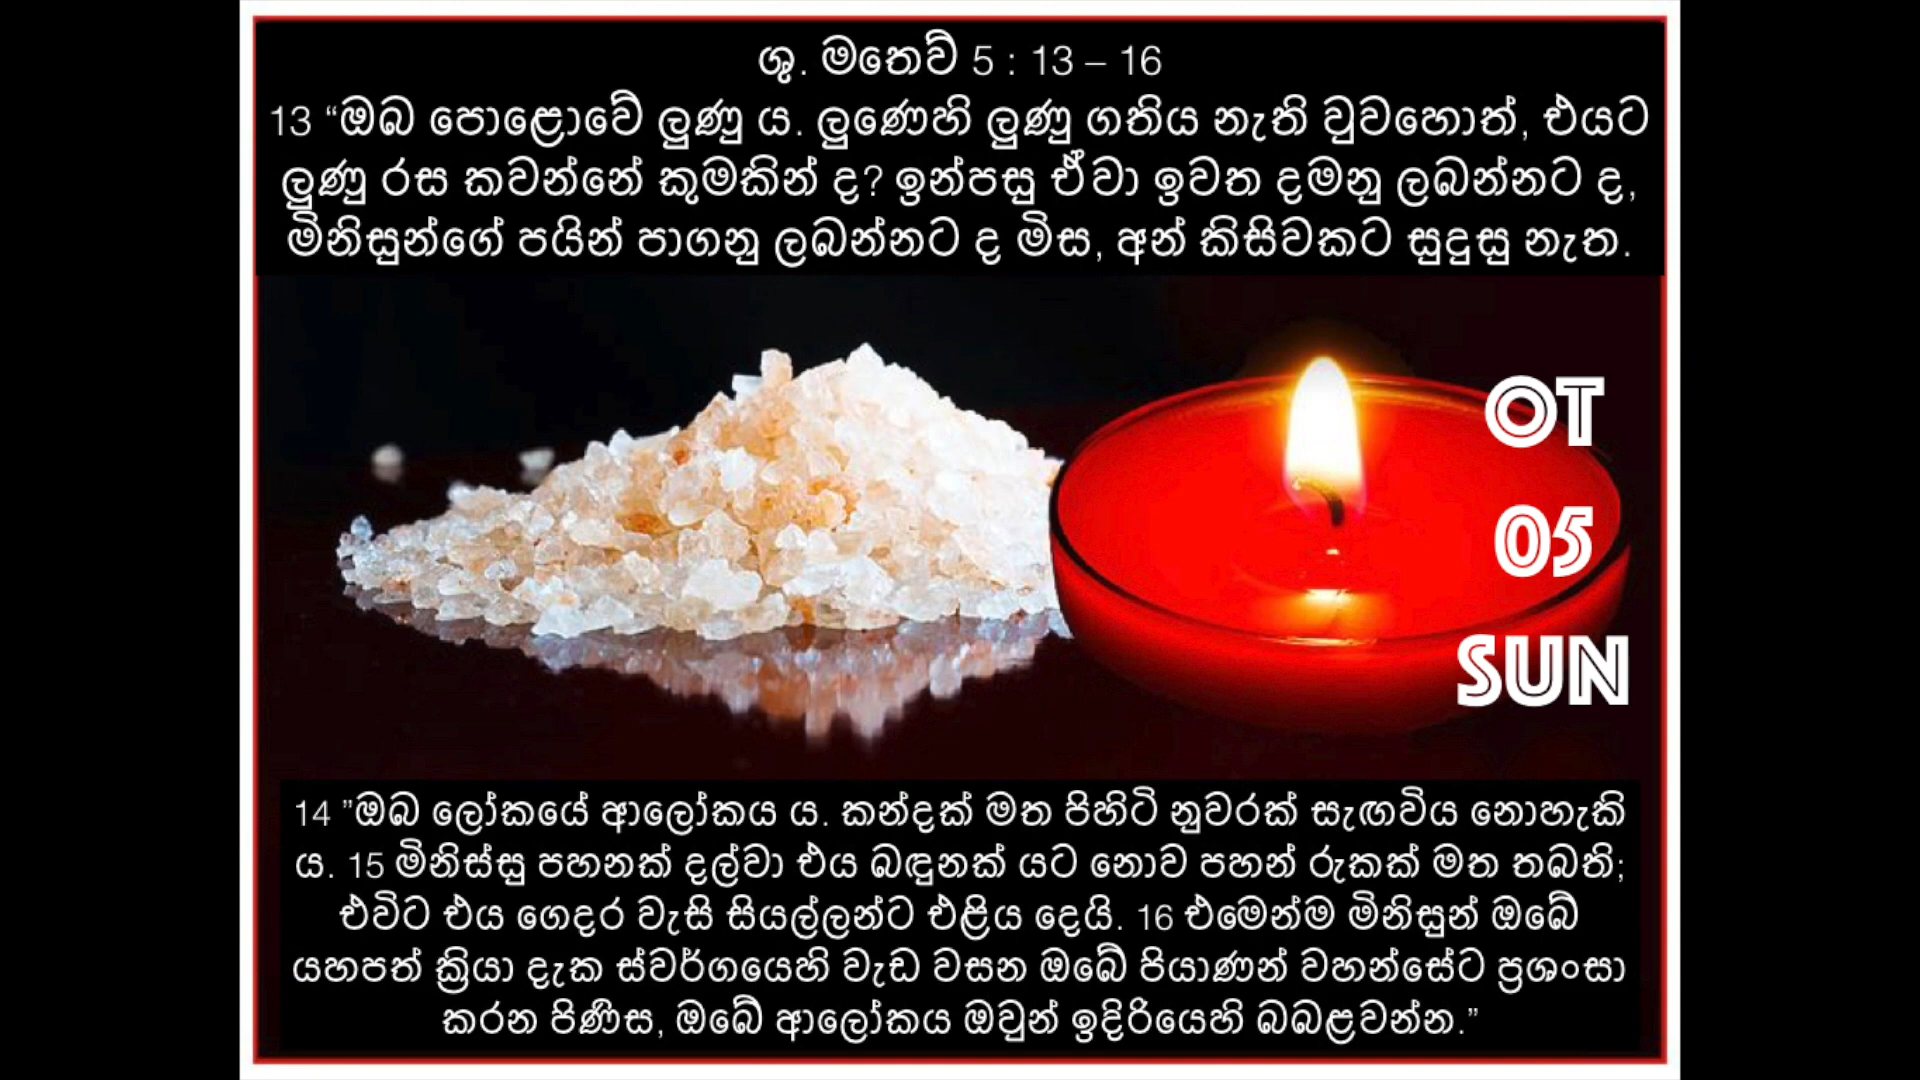 ශු. මතෙව් 5 : 13 – 16
13 “ඔබ පොළොවේ ලුණු ය. ලුණෙහි ලුණු ගතිය නැති වුවහොත්, එයට
ලුණු රස කවන්නේ කුමකින් ද? ඉන්පසු ඒවා ඉවත දමනු ලබන්නට ද,
මිනිසුන්ගේ පයින් පාගනු ලබන්නට ද මිස, අන් කිසිවකට සුදුසු නැත.
OT
05
SUN
14 ”ඔබ ලෝකයේ ආලෝකය ය. කන්දක් මත පිහිටි නුවරක් සැඟවිය නොහැකි
ය. 15 මිනිස්සු පහනක් දල්වා එය බඳුනක් යට නොව පහන් රුකක් මත තබති;
එවිට එය ගෙදර වැසි සියල්ලන්ට එළිය දෙයි. 16 එමෙන්ම මිනිසුන් ඔබේ
යහපත් ක්‍රියා දැක ස්වර්ගයෙහි වැඩ වසන ඔබේ පියාණන් වහන්සේට ප්‍රශංසා
කරන පිණිස, ඔබේ ආලෝකය ඔවුන් ඉදිරියෙහි බබළවන්න.”